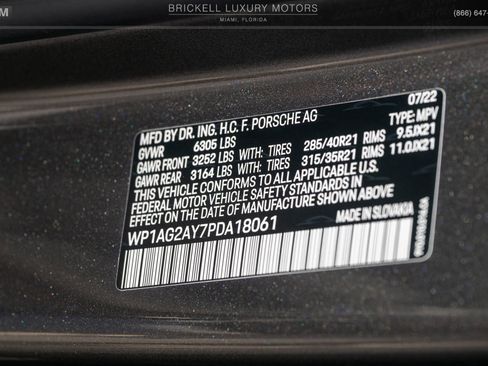 OM
BRICKELL LUXURY MOTORS
MIAMI, FLORIDA
(866) 647-
07/22
MFD BY DR. ING. H.C. F. PORSCHE AG TYPE: MPV
GVWR 6305 LBS
GAWR FRONT 3252 LBS WITH: TIRES 285/40R21 RIMS 9.5JX21
GAWR REAR 3164 LBS WITH: TIRES 315/35R21 RIMS 11.0JX21
THIS VEHICLE CONFORMS TO ALL APPLICABLE
FEDERAL MOTOR VEHICLE SAFETY STANDARDS IN
EFFECT ON THE DATE OF MANUFACTURE SHOWN ABOVE
WP1AG2AY7PDA18061 MADE IN SLOVAKIA